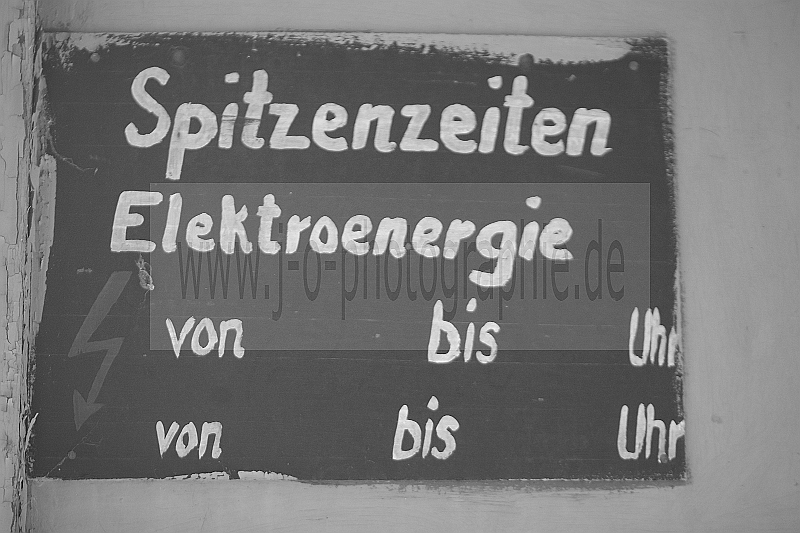 Spitzenzeiten
Elektroenergie
www.j-o-photographie.de
von bis Uhr
von bis Uhr